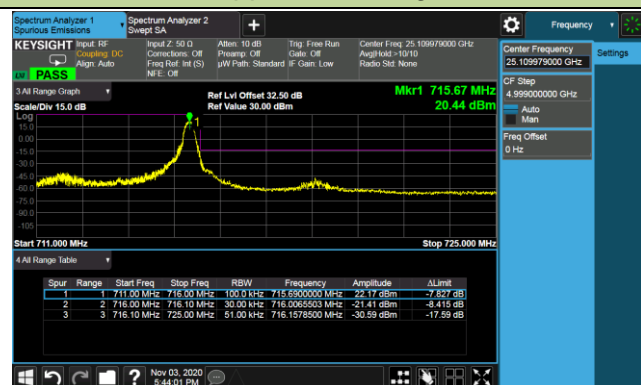 Spectrum Analyzer 1
Spurious Emissions
Spectrum Analyzer 2
Swept SA
Frequency
KEYSIGHT
Input: RF
Coupling: DC
Align: Auto
Input Z: 50 Ω
Corrections: Off
Freq Ref: Int (S)
NFE: Off
Atten: 10 dB
Preamp: Off
µW Path: Standard
Trig: Free Run
Gate: Off
IF Gain: Low
Center Freq: 25.109979000 GHz
Avg|Hold:>10/10
Radio Std: None
PASS
Center Frequency
25.109979000 GHz
Settings
CF Step
4.999000000 GHz
Auto
Man
Freq Offset
0 Hz
3 All Range Graph
Scale/Div 15.0 dB
Ref Lvl Offset 32.50 dB
Ref Value 30.00 dBm
Mkr1 715.67 MHz
20.44 dBm
Log
15.0
0.00
-15.0
-30.0
-45.0
-60.0
-75.0
-90.0
-105
1
Start 711.000 MHz
Stop 725.000 MHz
4 All Range Table
Spur Range Start Freq Stop Freq RBW Frequency Amplitude ΔLimit
1 1 711.00 MHz 716.00 MHz 100.0 kHz 715.6900000 MHz 22.17 dBm -7.827 dB
2 2 716.00 MHz 716.10 MHz 30.00 kHz 716.0065503 MHz -21.41 dBm -8.415 dB
3 3 716.10 MHz 725.00 MHz 51.00 kHz 716.1578500 MHz -30.59 dBm -17.59 dB
Nov 03, 2020
5:44:01 PM